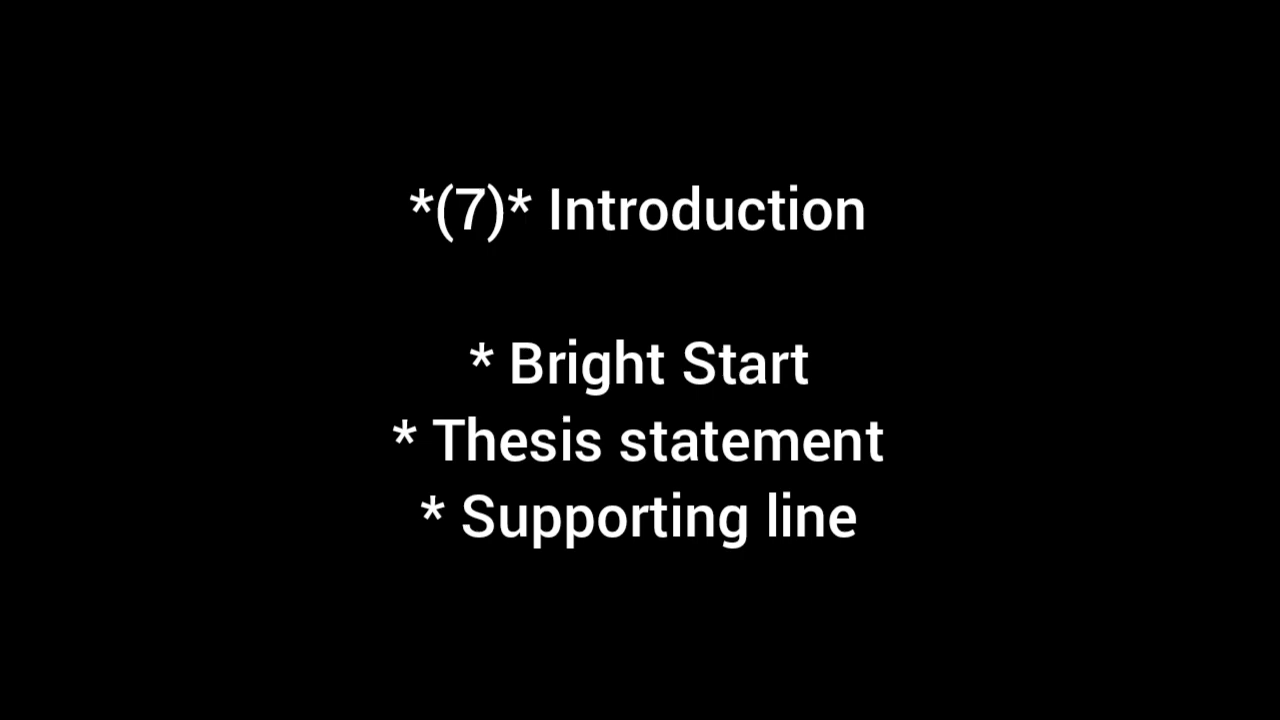 *(7)* Introduction
* Bright Start
* Thesis statement
* Supporting line